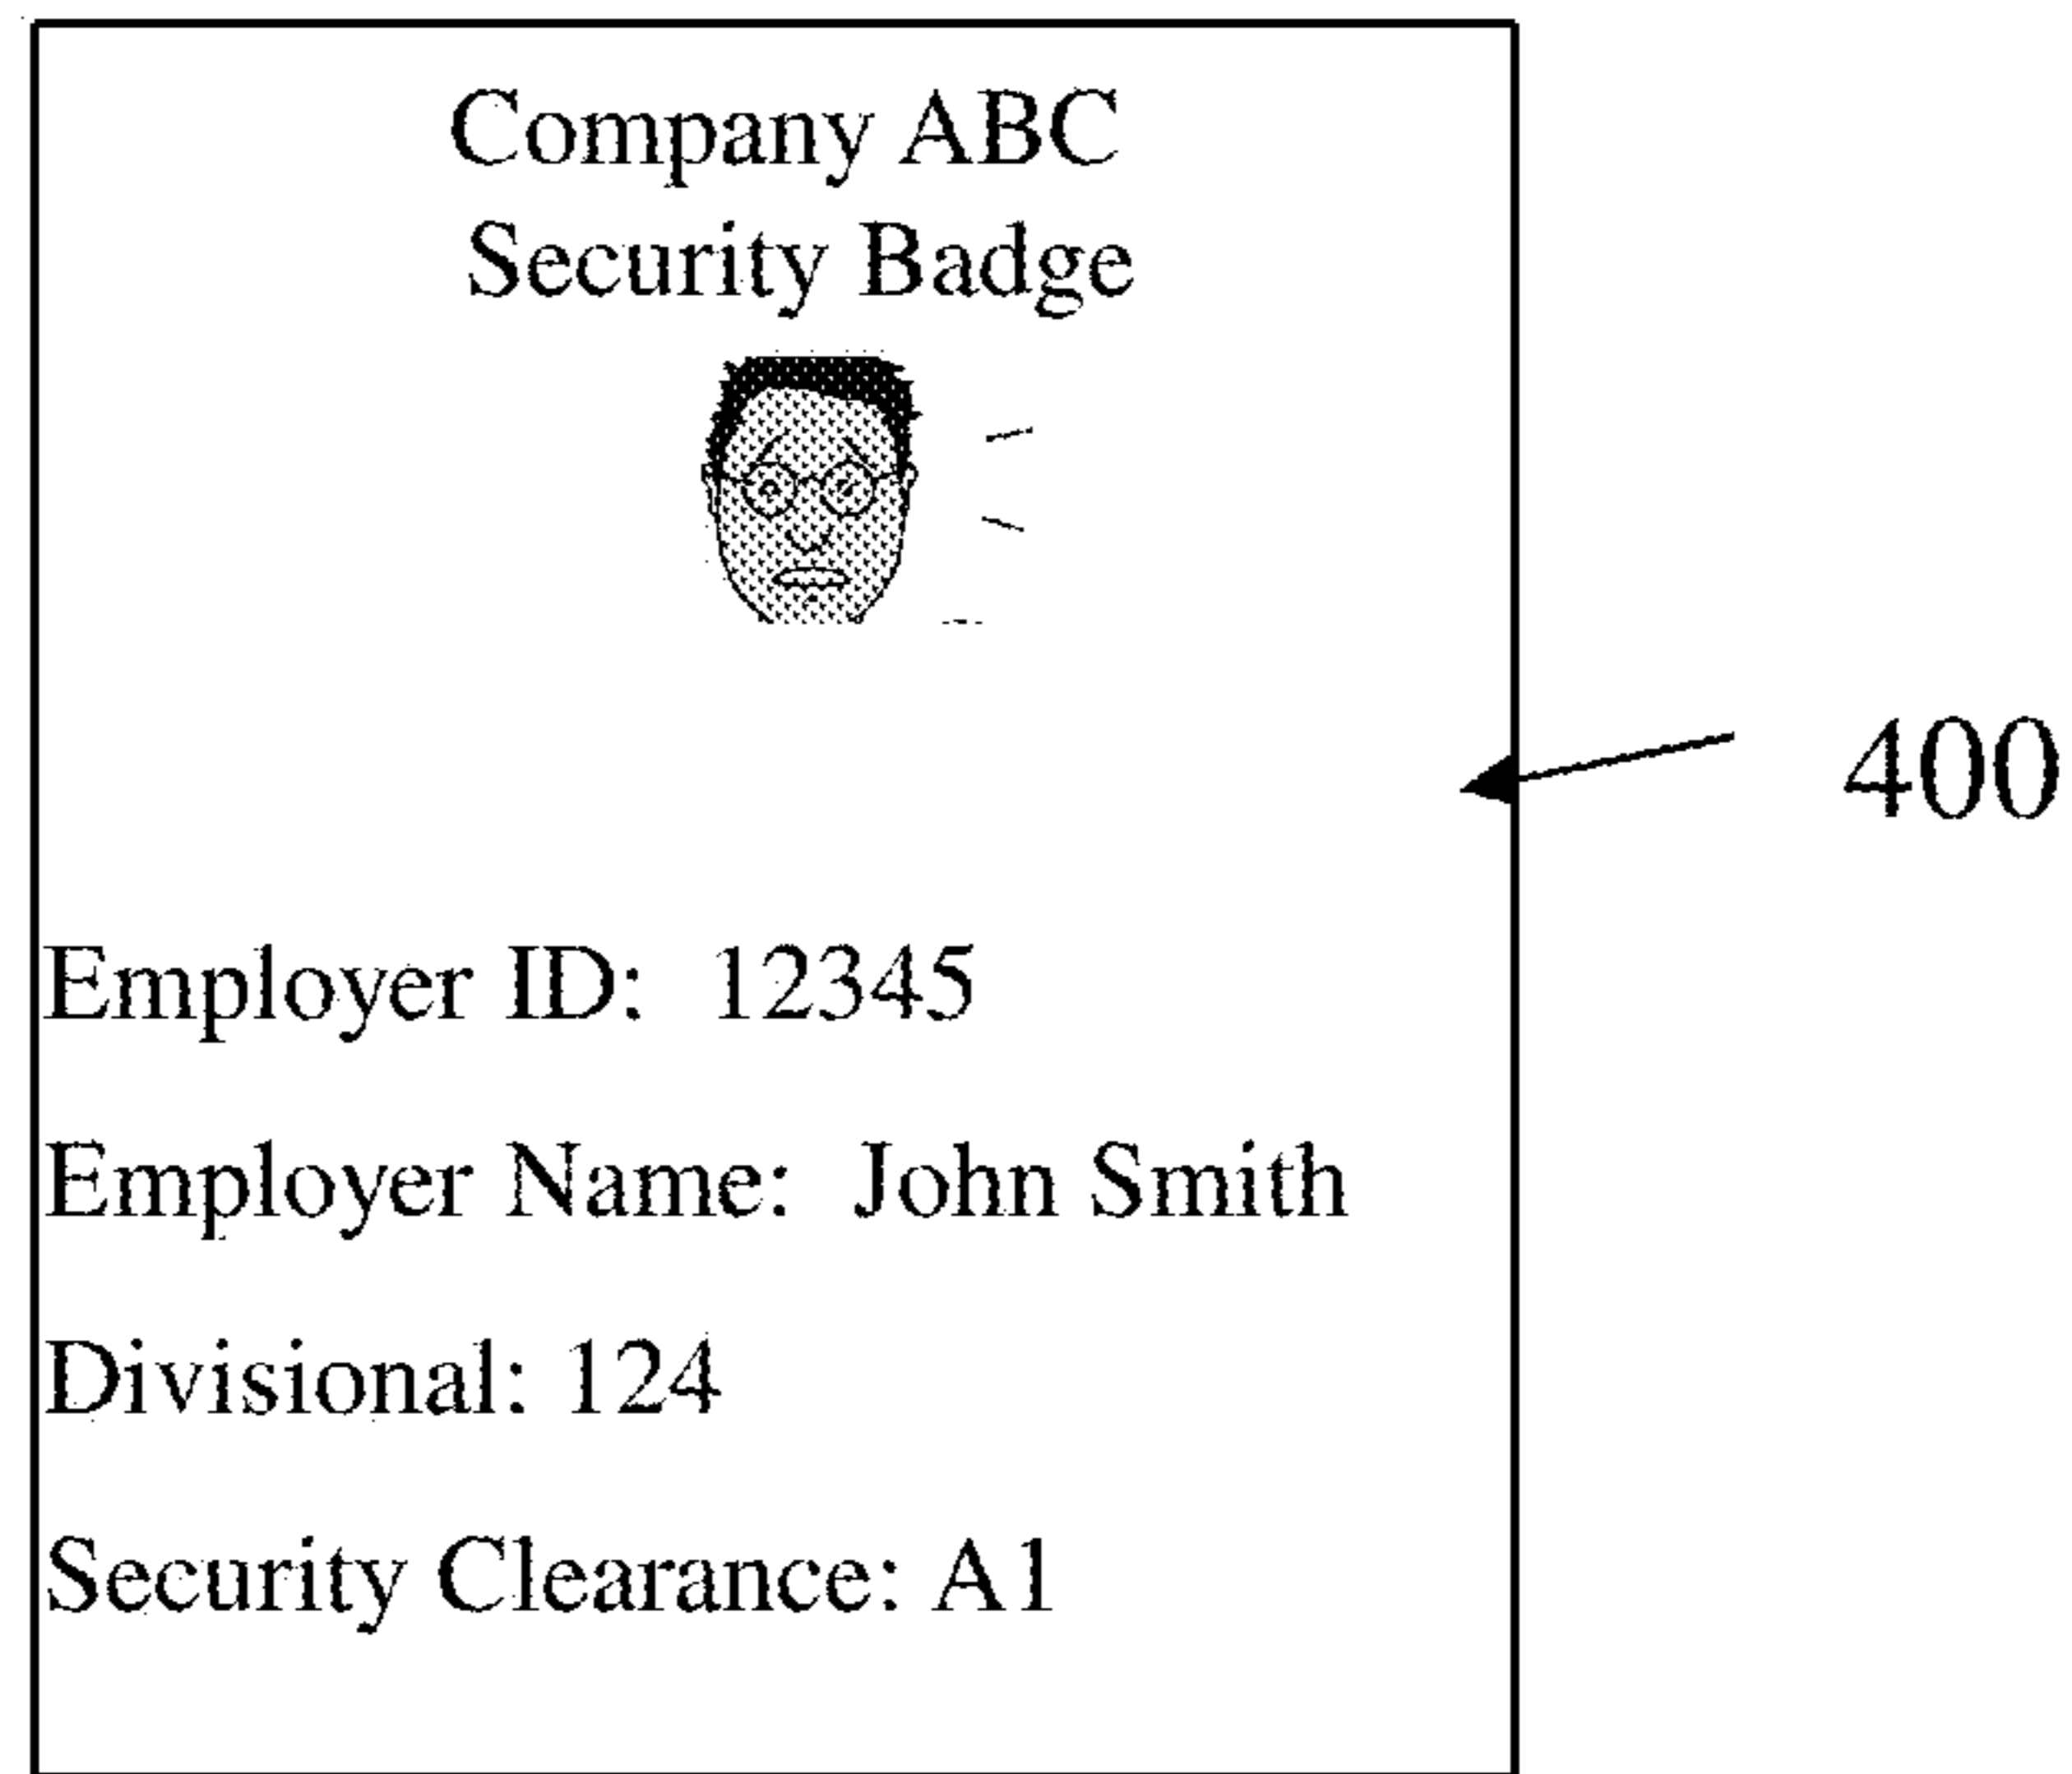 Company ABC
Security Badge
400
Employer ID: 12345
Employer Name: John Smith
Divisional: 124
Security Clearance: A1